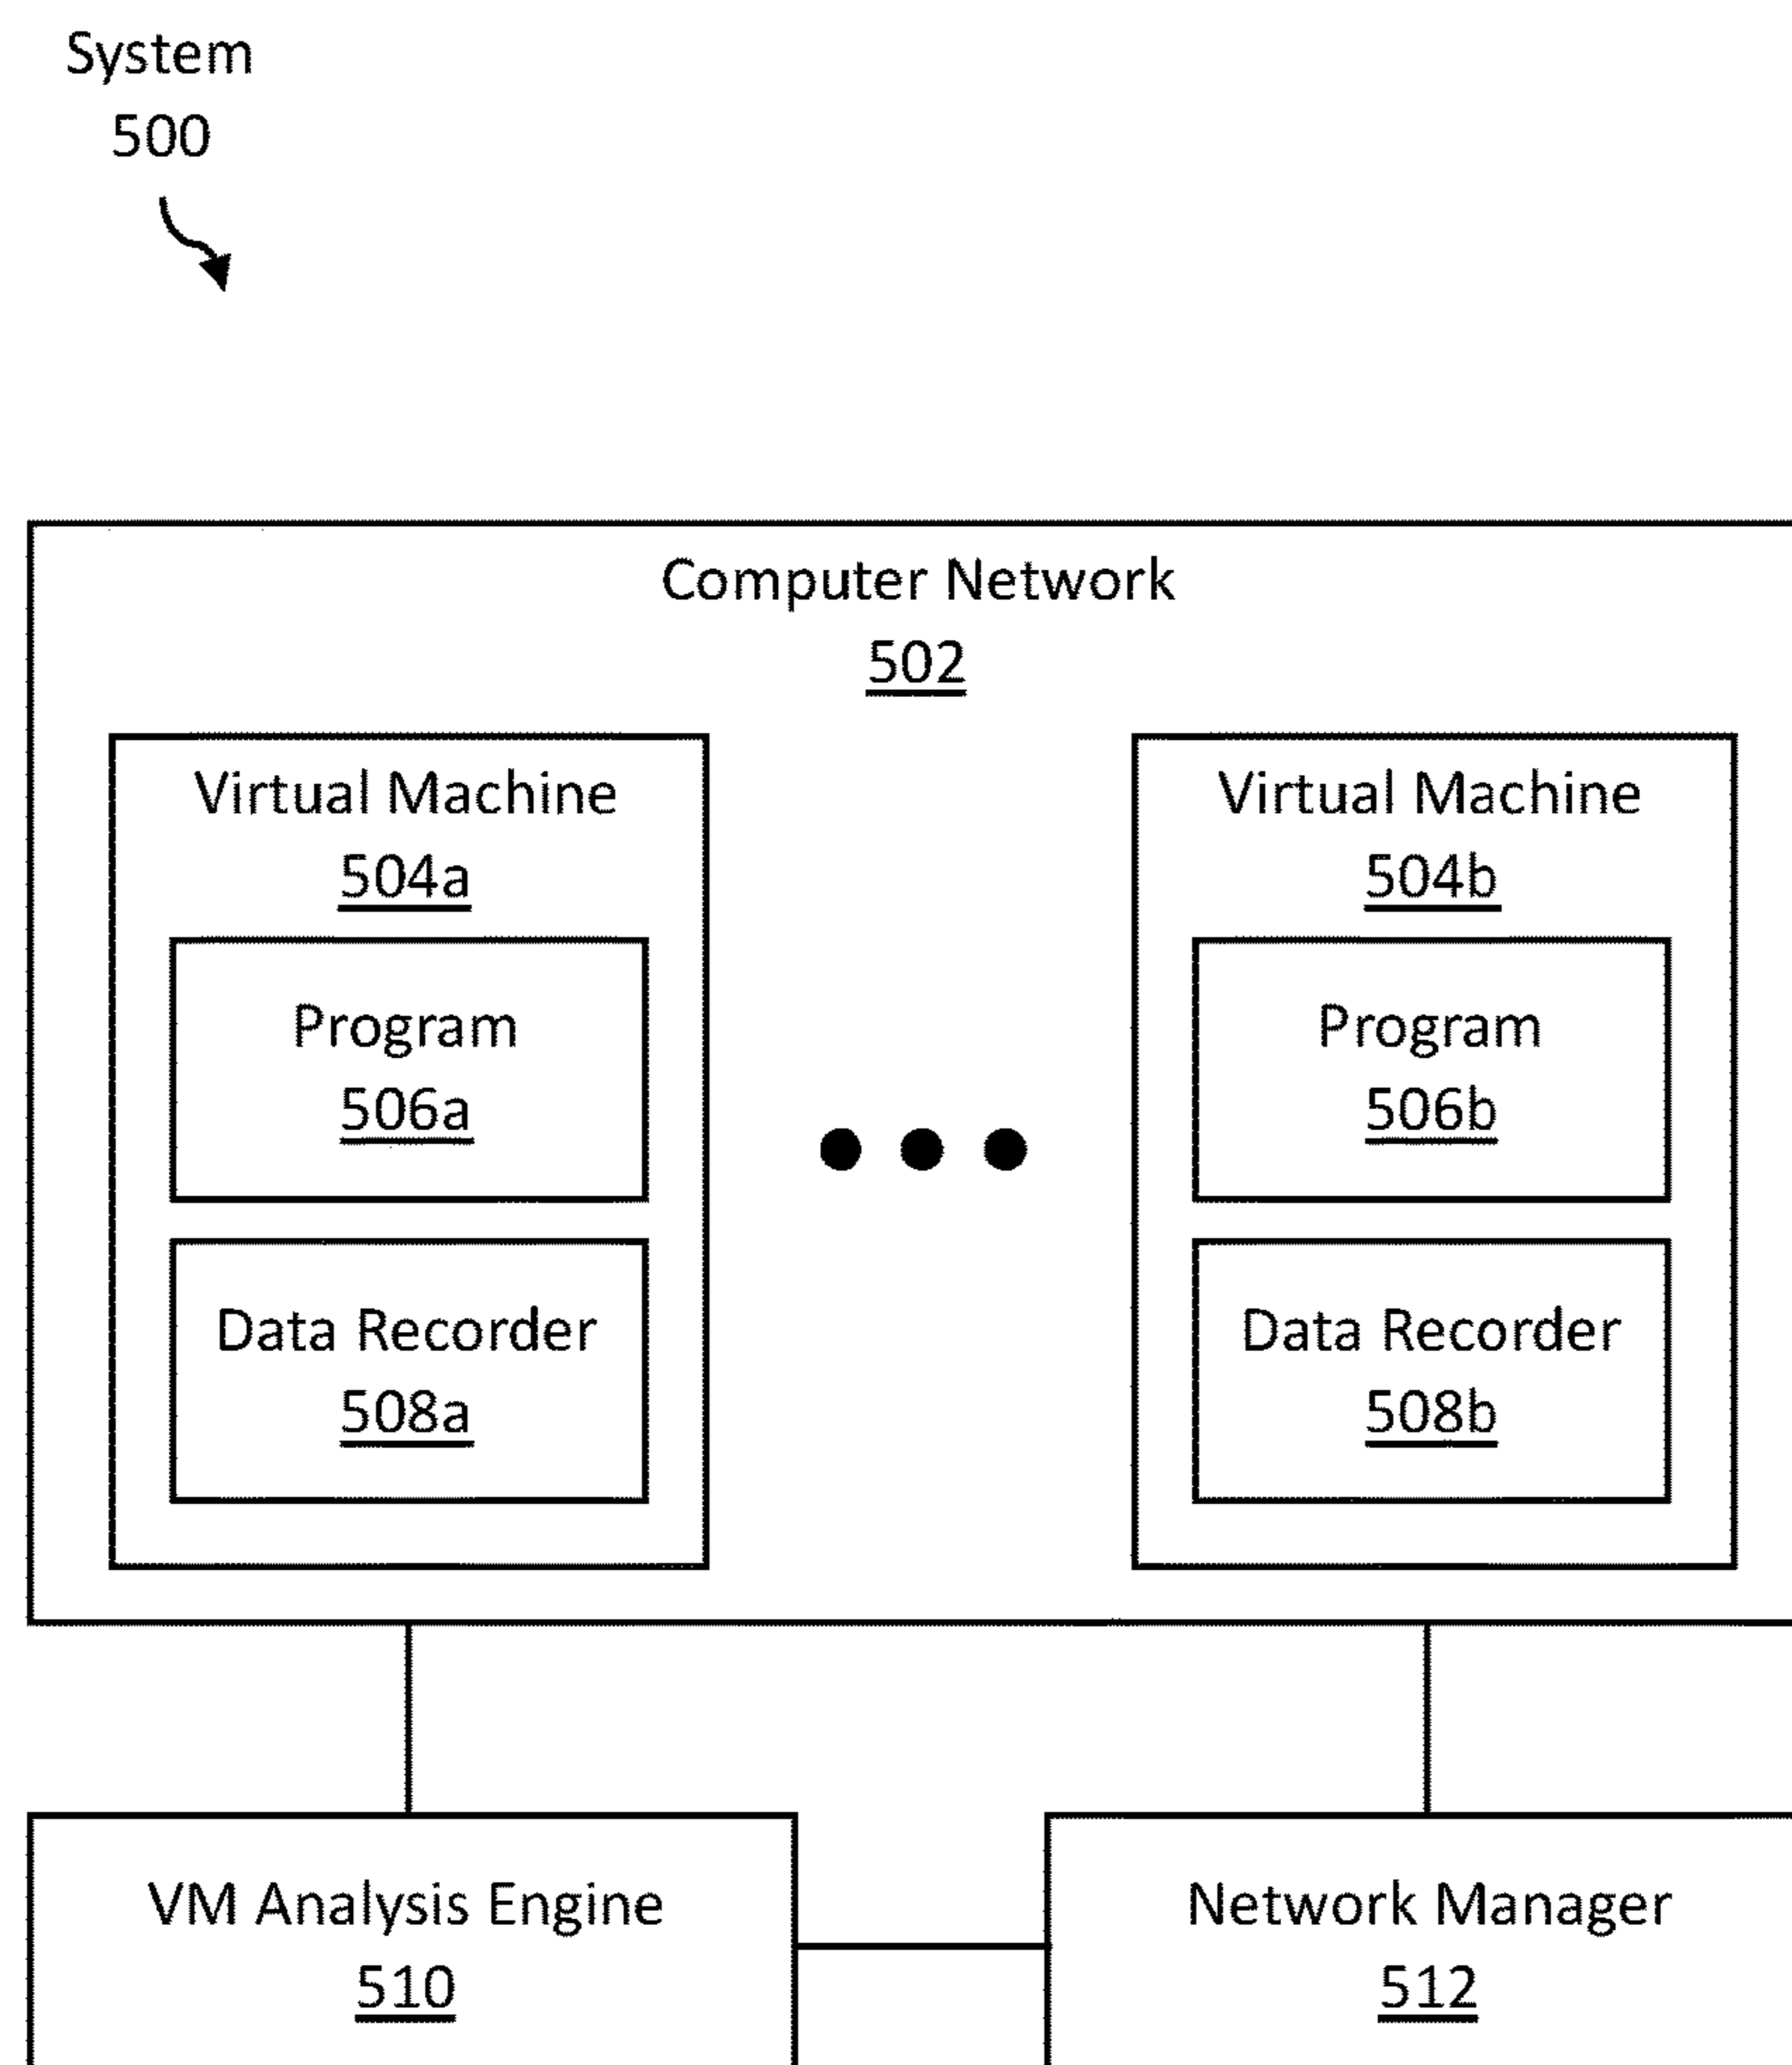 System
500
Computer Network
502
Virtual Machine
504a
Program
506a
Data Recorder
508a
Virtual Machine
504b
Program
506b
Data Recorder
508b
VM Analysis Engine
510
Network Manager
512